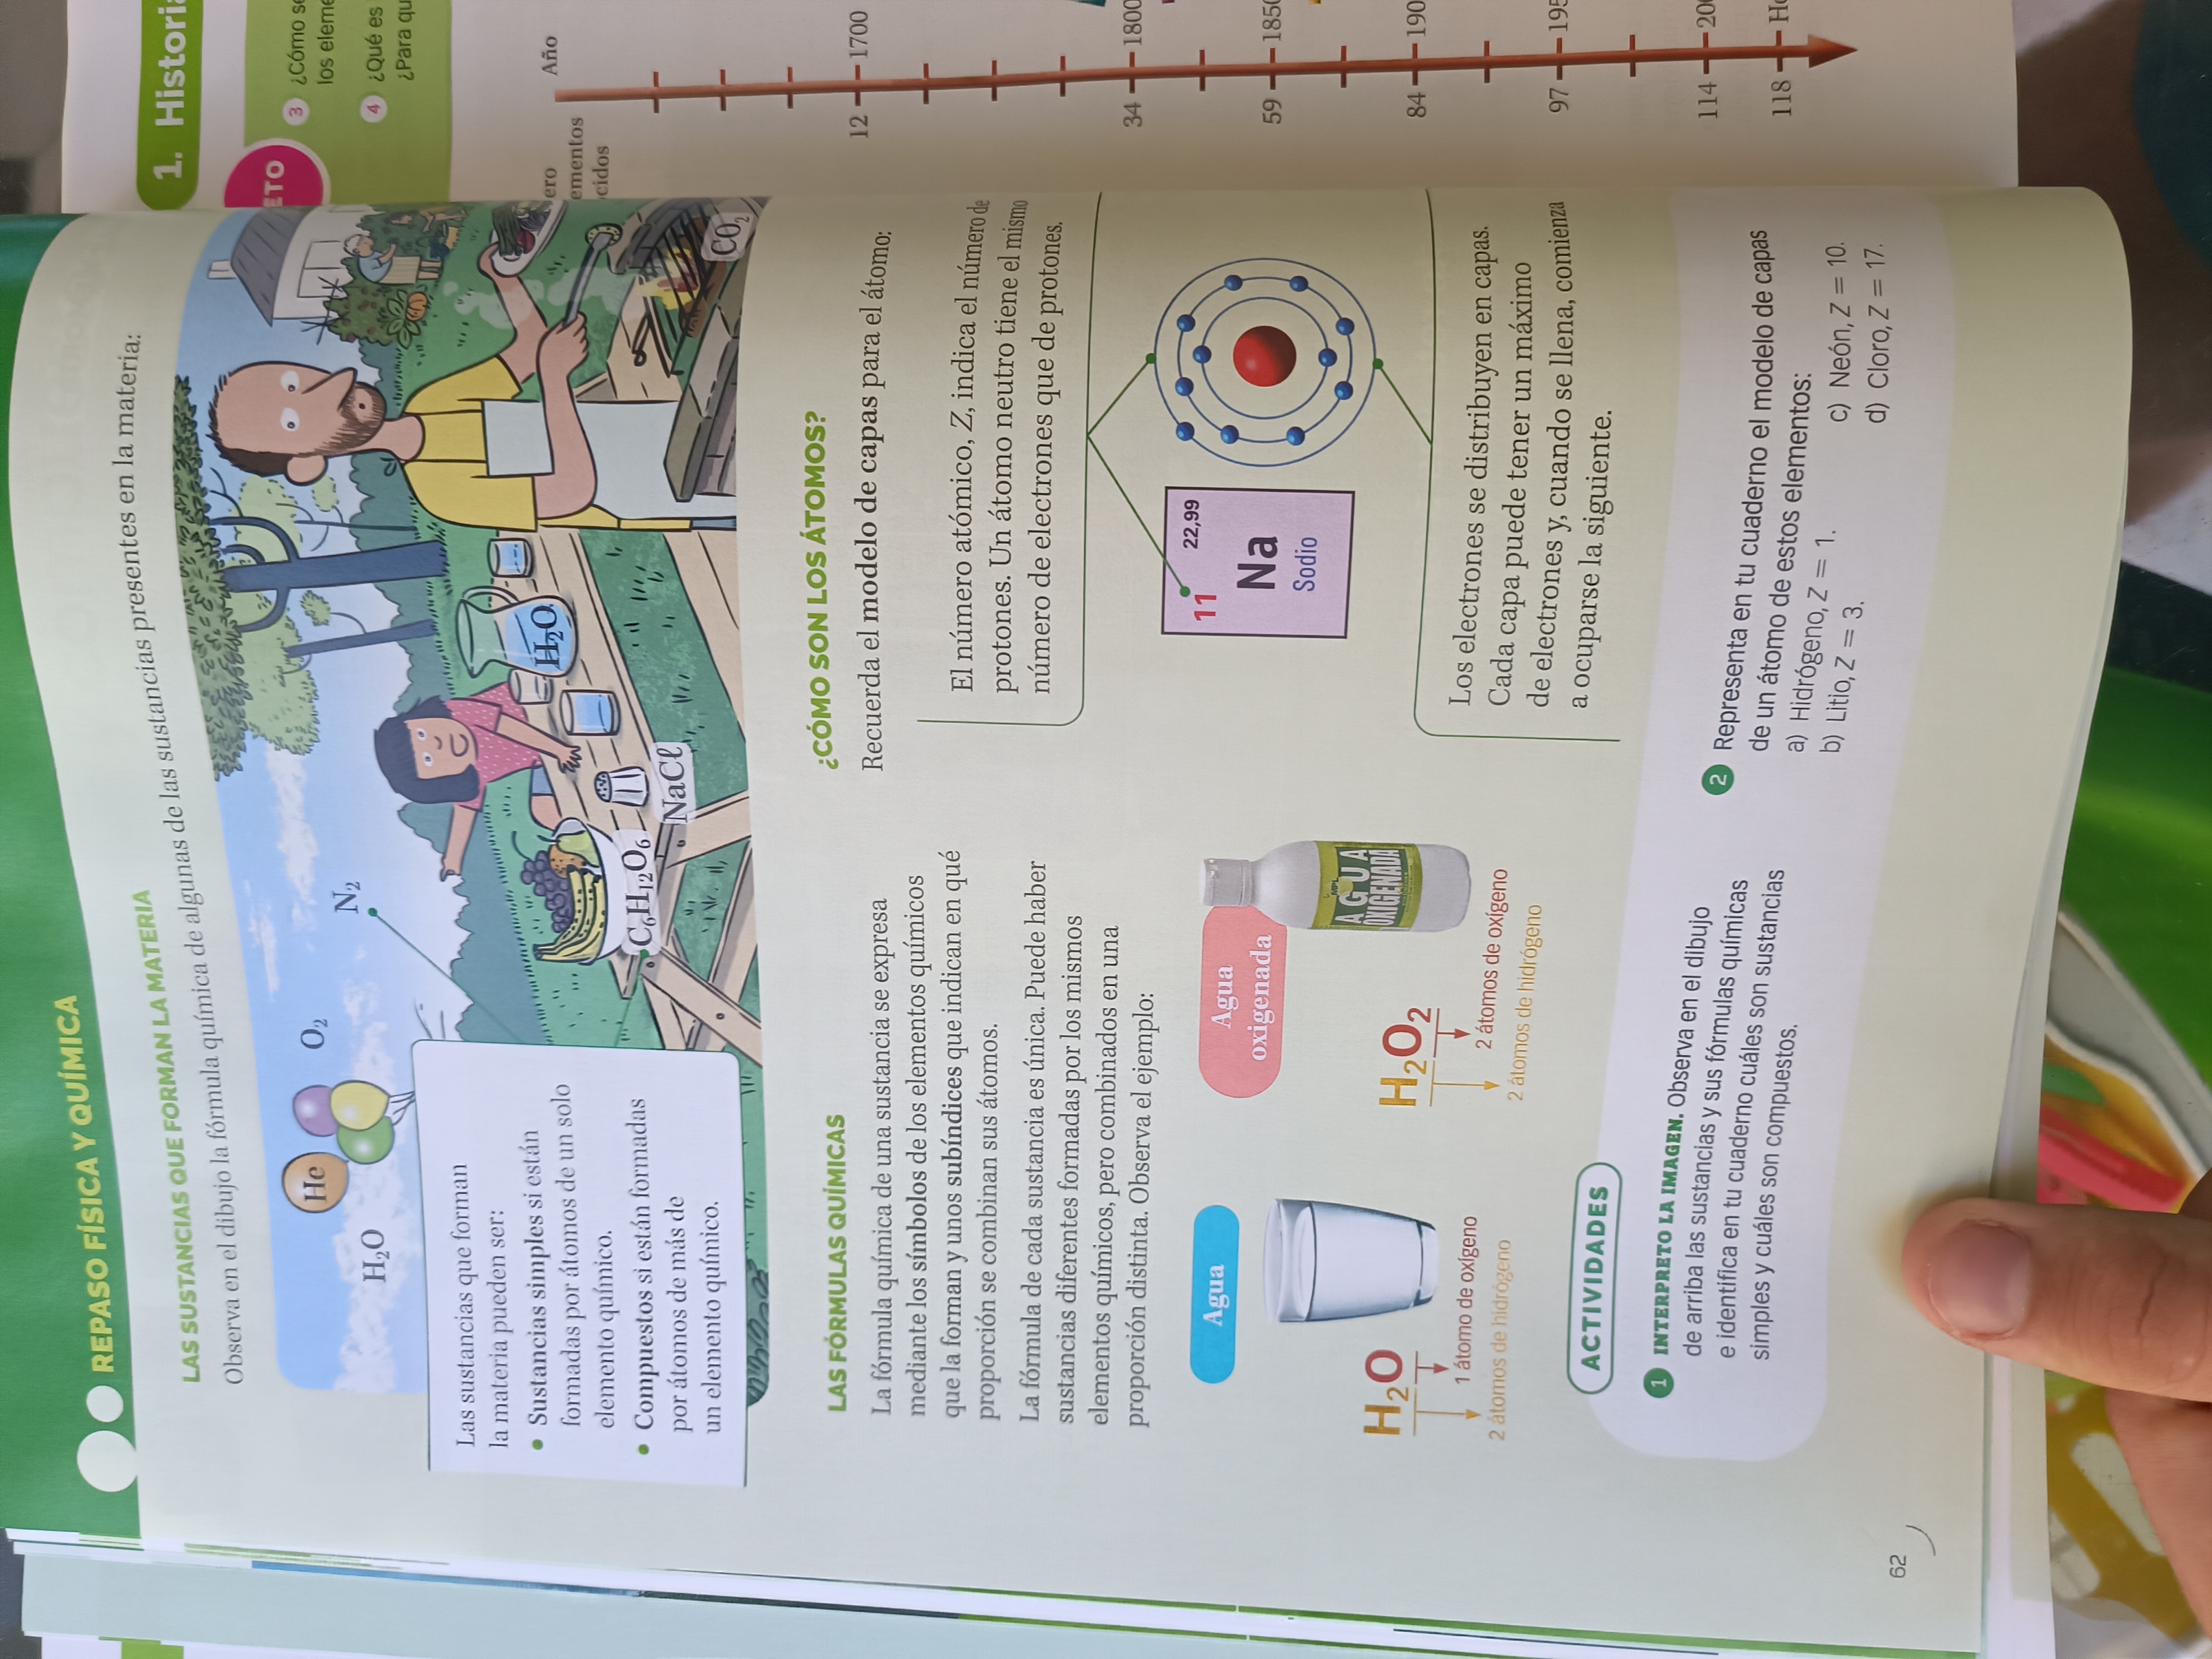 REPASO FÍSICA Y QUÍMICA
LAS SUSTANCIAS QUE FORMAN LA MATERIA
Observa en el dibujo la fórmula química de algunas de las sustancias presentes en la materia:
H₂O
He
O₂
N₂
Las sustancias que forman
la materia pueden ser:
• Sustancias simples si están
formadas por átomos de un solo
elemento químico.
• Compuestos si están formadas
por átomos de más de
un elemento químico.
H₂O
C₆H₁₂O₆
NaCℓ
CO₂
LAS FÓRMULAS QUÍMICAS
La fórmula química de una sustancia se expresa
mediante los símbolos de los elementos químicos
que la forman y unos subíndices que indican en qué
proporción se combinan sus átomos.
La fórmula de cada sustancia es única. Puede haber
sustancias diferentes formadas por los mismos
elementos químicos, pero combinados en una
proporción distinta. Observa el ejemplo:
Agua
H₂O
1 átomo de oxígeno
2 átomos de hidrógeno
Agua
oxigenada
MPL
AGUA
OXIGENADA
H₂O₂
2 átomos de oxígeno
2 átomos de hidrógeno
¿CÓMO SON LOS ÁTOMOS?
Recuerda el modelo de capas para el átomo:
El número atómico, Z, indica el número de
protones. Un átomo neutro tiene el mismo
número de electrones que de protones.
11
22,99
Na
Sodio
Los electrones se distribuyen en capas.
Cada capa puede tener un máximo
de electrones y, cuando se llena, comienza
a ocuparse la siguiente.
ACTIVIDADES
1 INTERPRETO LA IMAGEN. Observa en el dibujo
de arriba las sustancias y sus fórmulas químicas
e identifica en tu cuaderno cuáles son sustancias
simples y cuáles son compuestos.
2 Representa en tu cuaderno el modelo de capas
de un átomo de estos elementos:
a) Hidrógeno, Z = 1.
b) Litio, Z = 3.
c) Neón, Z = 10.
d) Cloro, Z = 17.
62
1. Histori
ETO
3 ¿Cómo s
los eleme
4 ¿Qué es
¿Para qu
ero
ementos
cidos
Año
12
1700
34
1800
59
1850
84
190
97
195
114
200
118